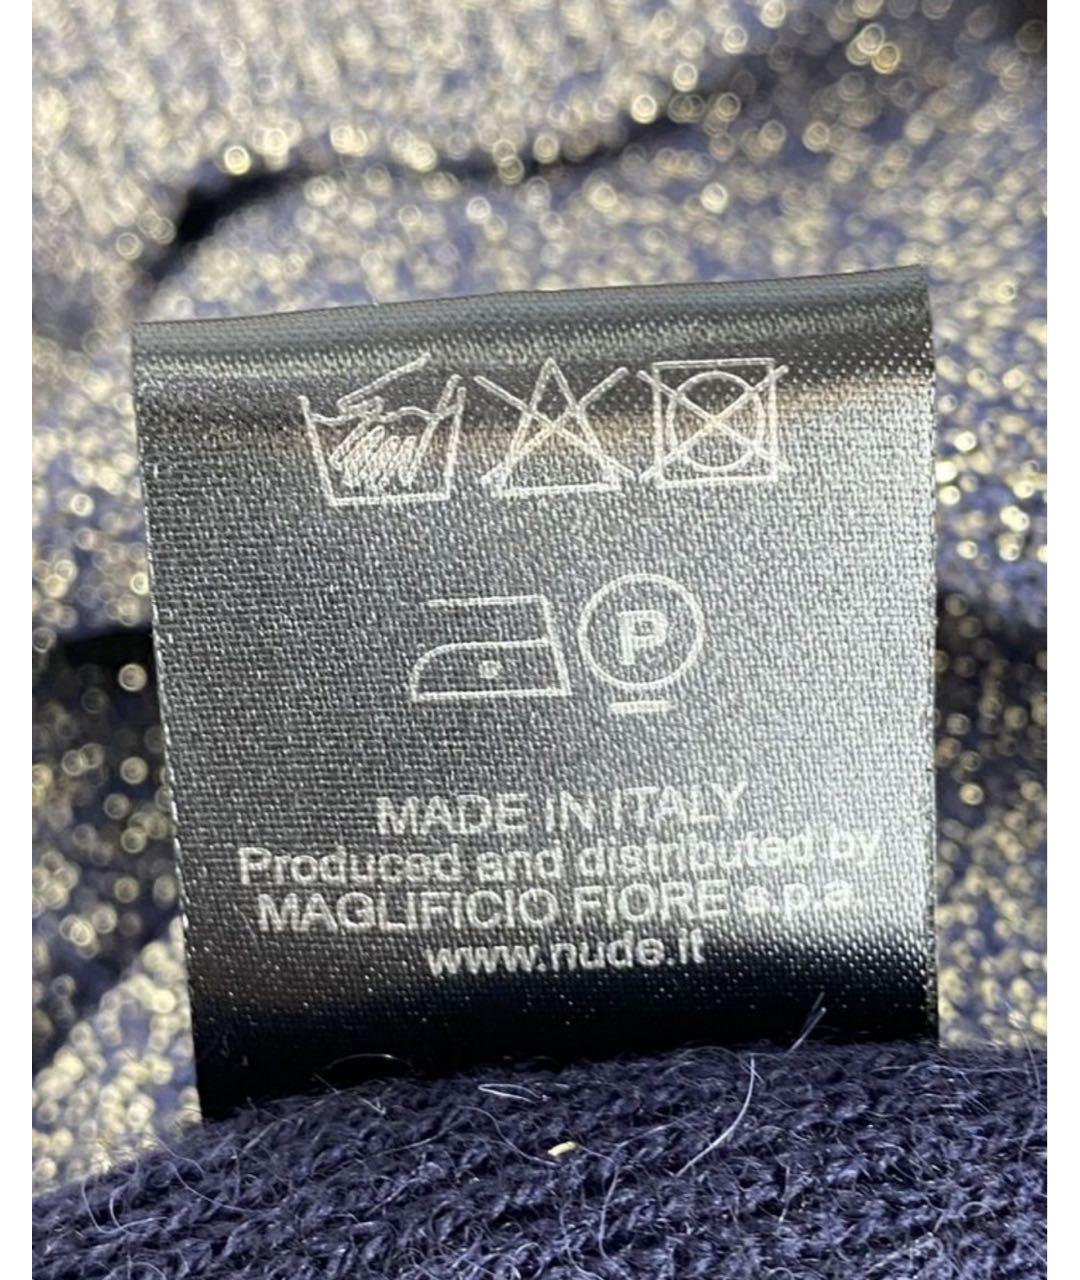 P
MADE IN ITALY
Produced and distributed by
MAGLIFICIO FIORE s.p.a.
www.nude.it